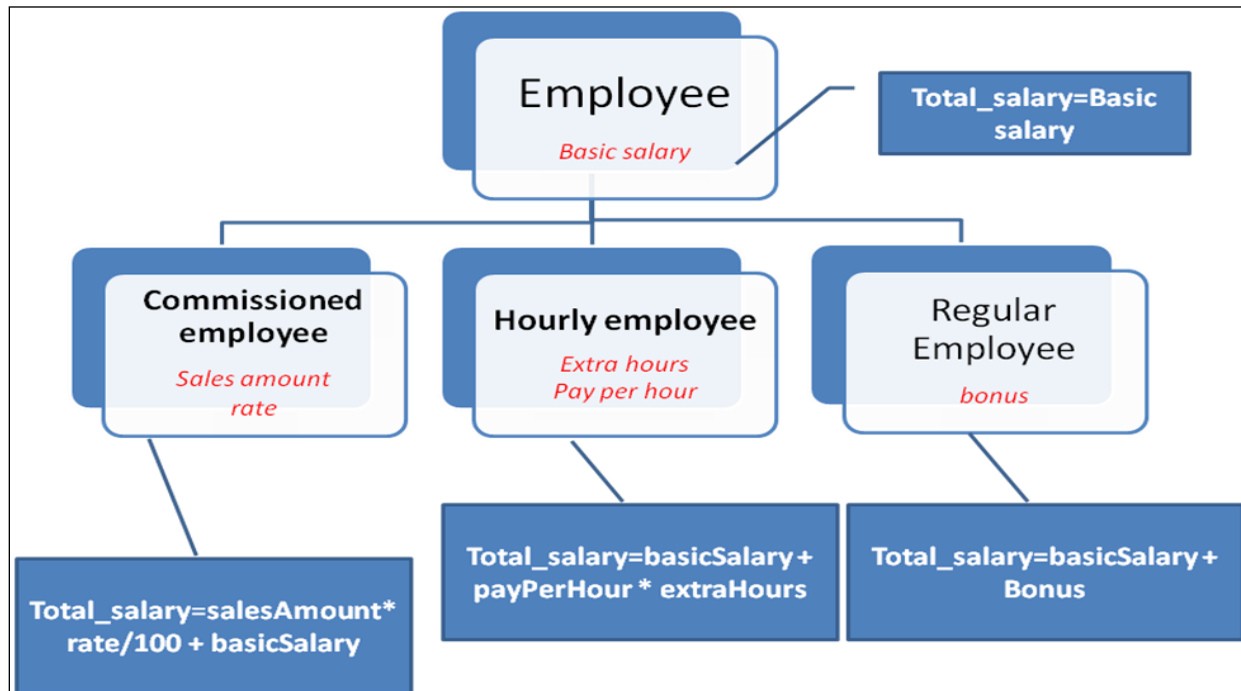 Employee
Basic salary
Total_salary=Basic
salary
Commissioned
employee
Sales amount
rate
Hourly employee
Extra hours
Pay per hour
Regular
Employee
bonus
Total_salary=salesAmount*
rate/100 + basicSalary
Total_salary=basicSalary+
payPerHour * extraHours
Total_salary=basicSalary+
Bonus